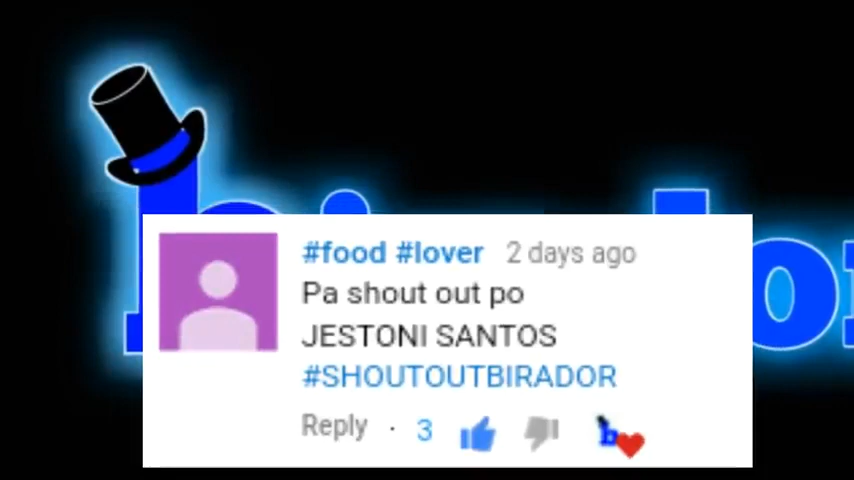 #food #lover 2 days ago
Pa shout out po
JESTONI SANTOS
#SHOUTOUTBIRADOR
Reply · 3
b